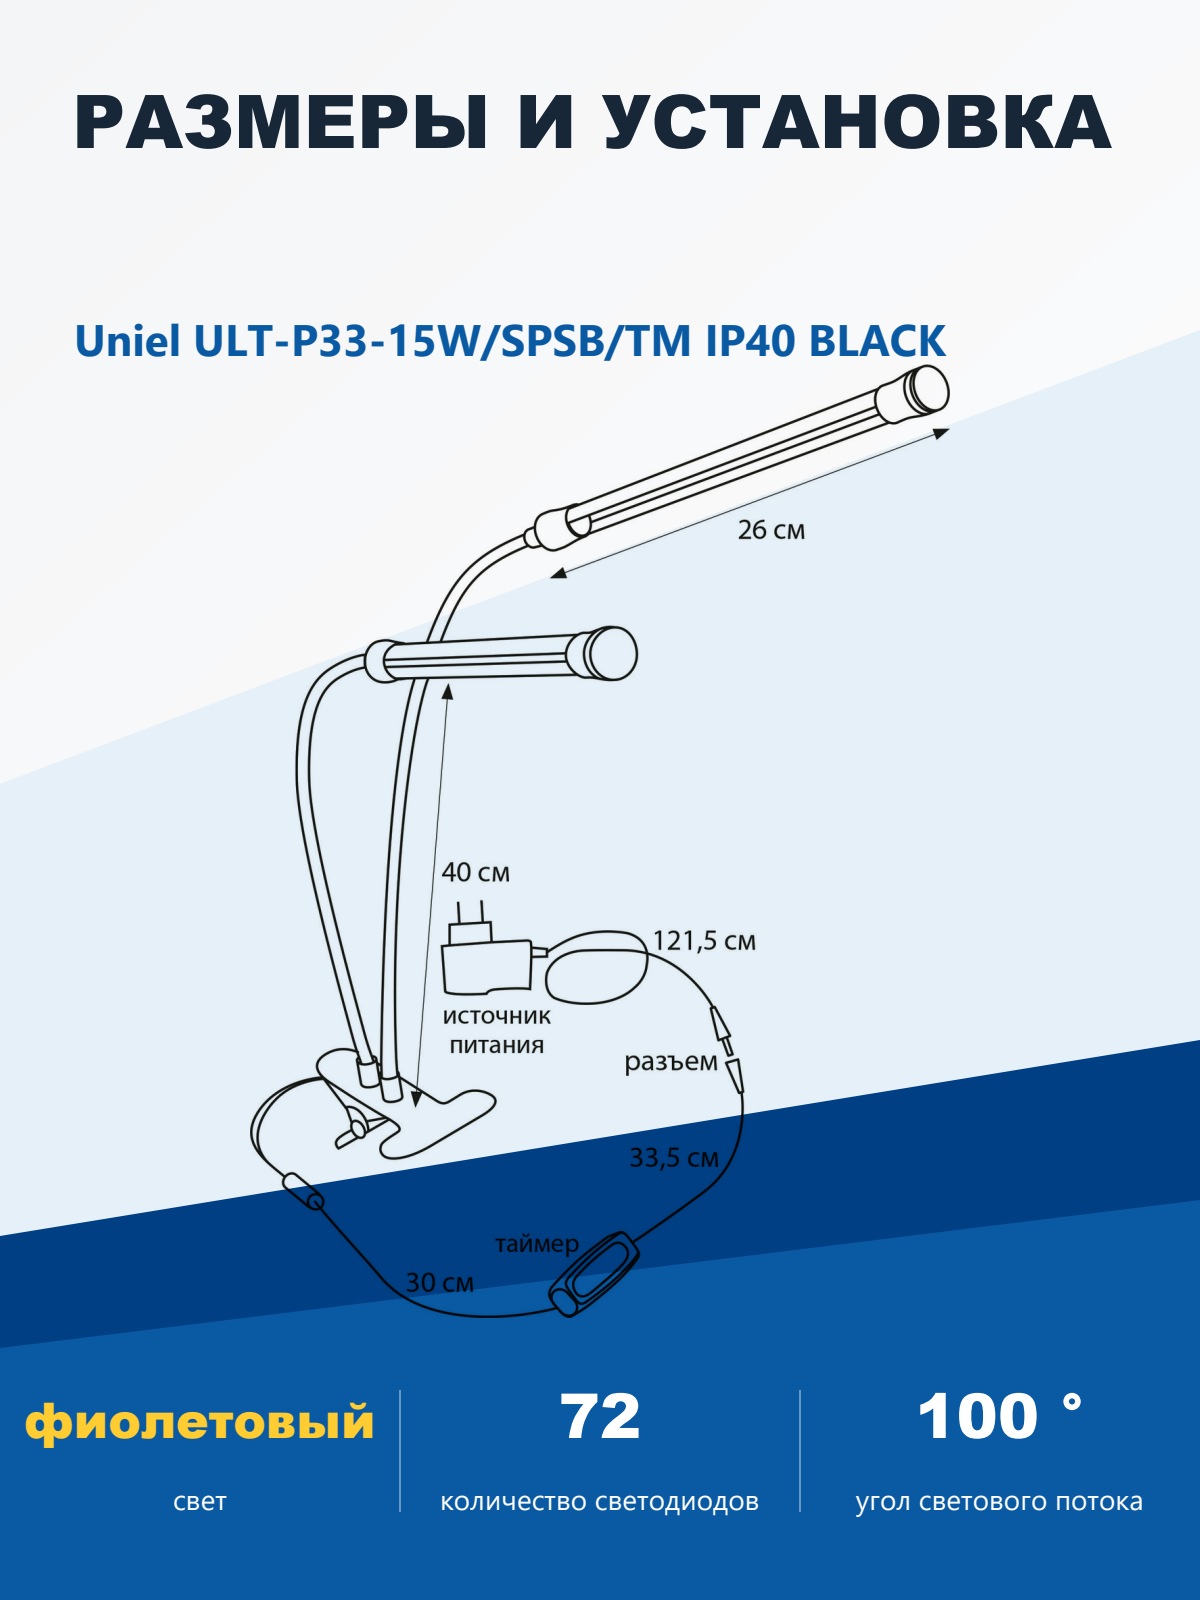 РАЗМЕРЫ И УСТАНОВКА
Uniel ULT-P33-15W/SPSB/TM IP40 BLACK
26 см
40 см
121,5 см
источник
питания
разъем
33,5 см
таймер
30 см
фиолетовый
свет
72
количество светодиодов
100 °
угол светового потока